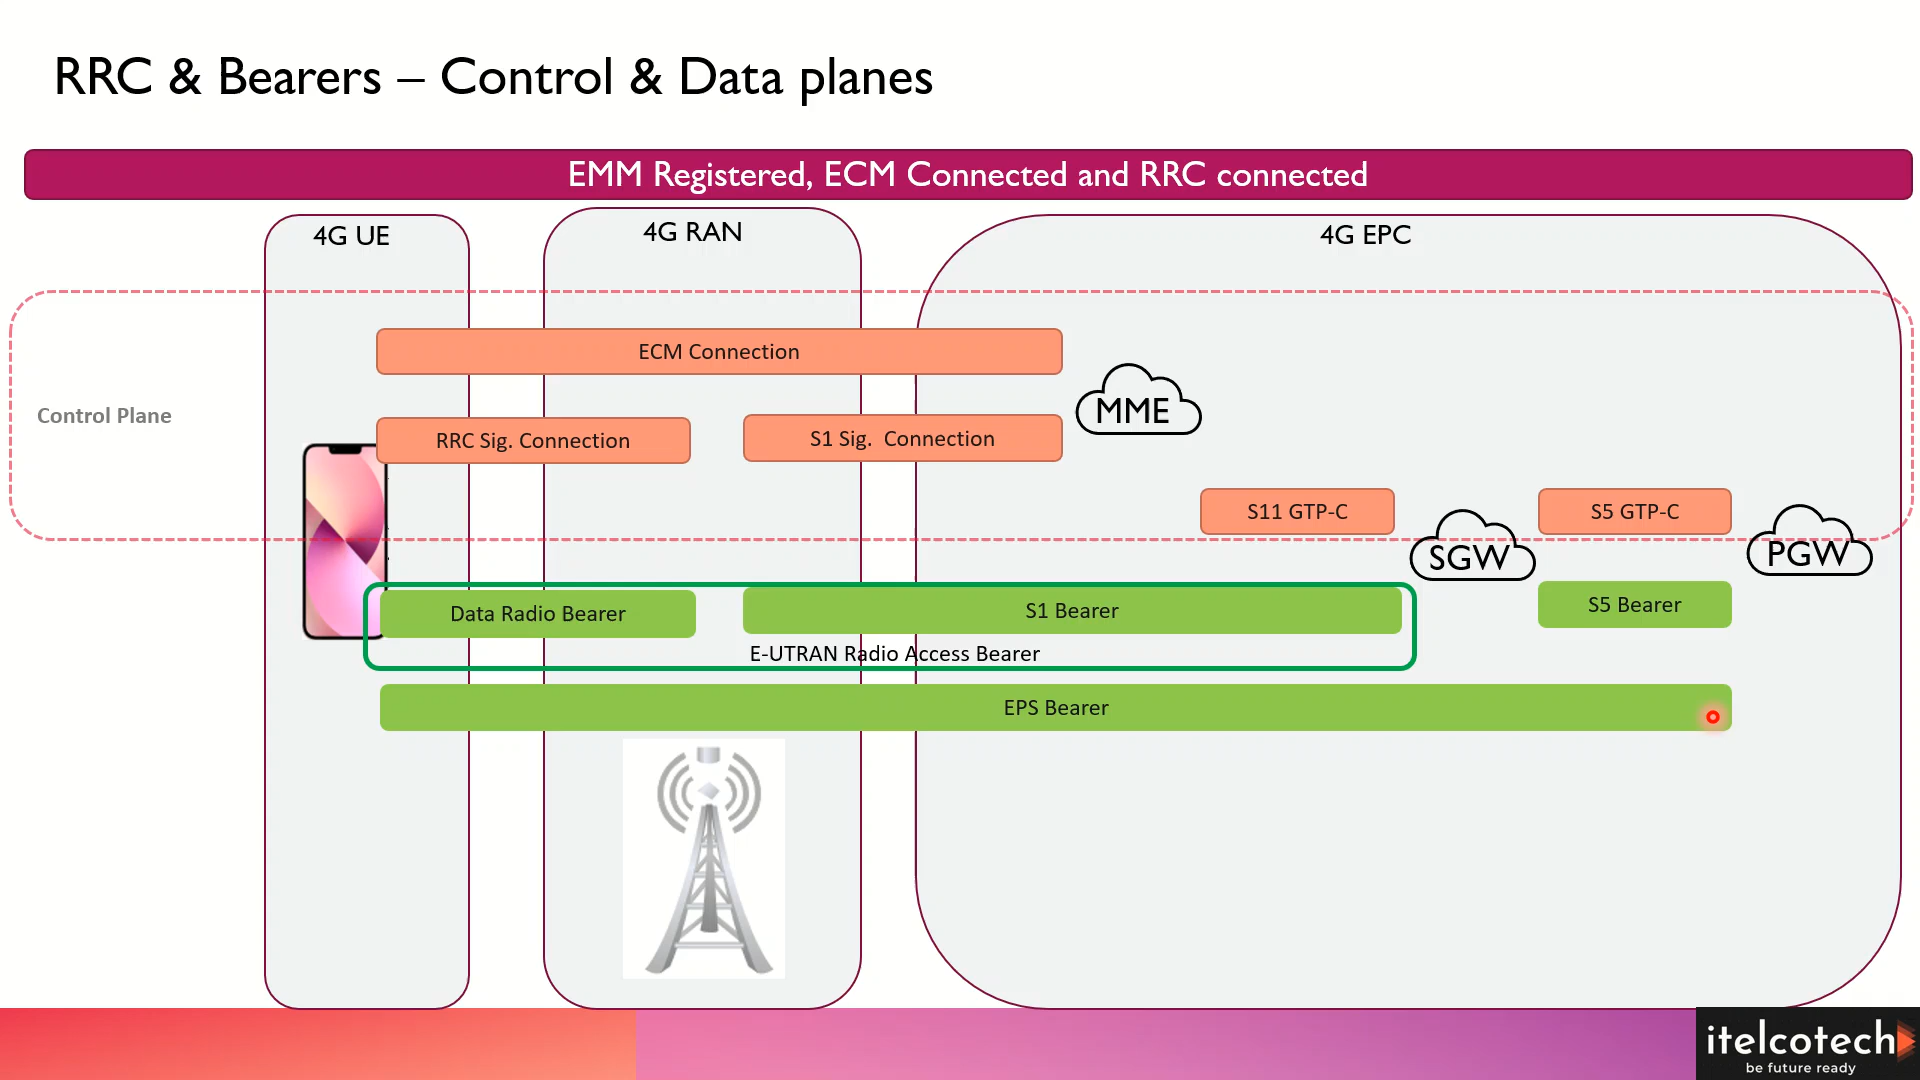 RRC & Bearers – Control & Data planes
EMM Registered, ECM Connected and RRC connected
4G UE
4G RAN
4G EPC
ECM Connection
MME
Control Plane
RRC Sig. Connection
S1 Sig.  Connection
S11 GTP-C
S5 GTP-C
SGW
PGW
Data Radio Bearer
S1 Bearer
S5 Bearer
E-UTRAN Radio Access Bearer
EPS Bearer
itelcotech
be future ready